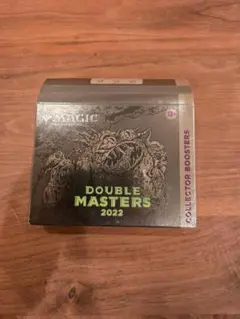 MAGIC
13+
DOUBLE
MASTERS
2022
COLLECTOR BOOSTERS